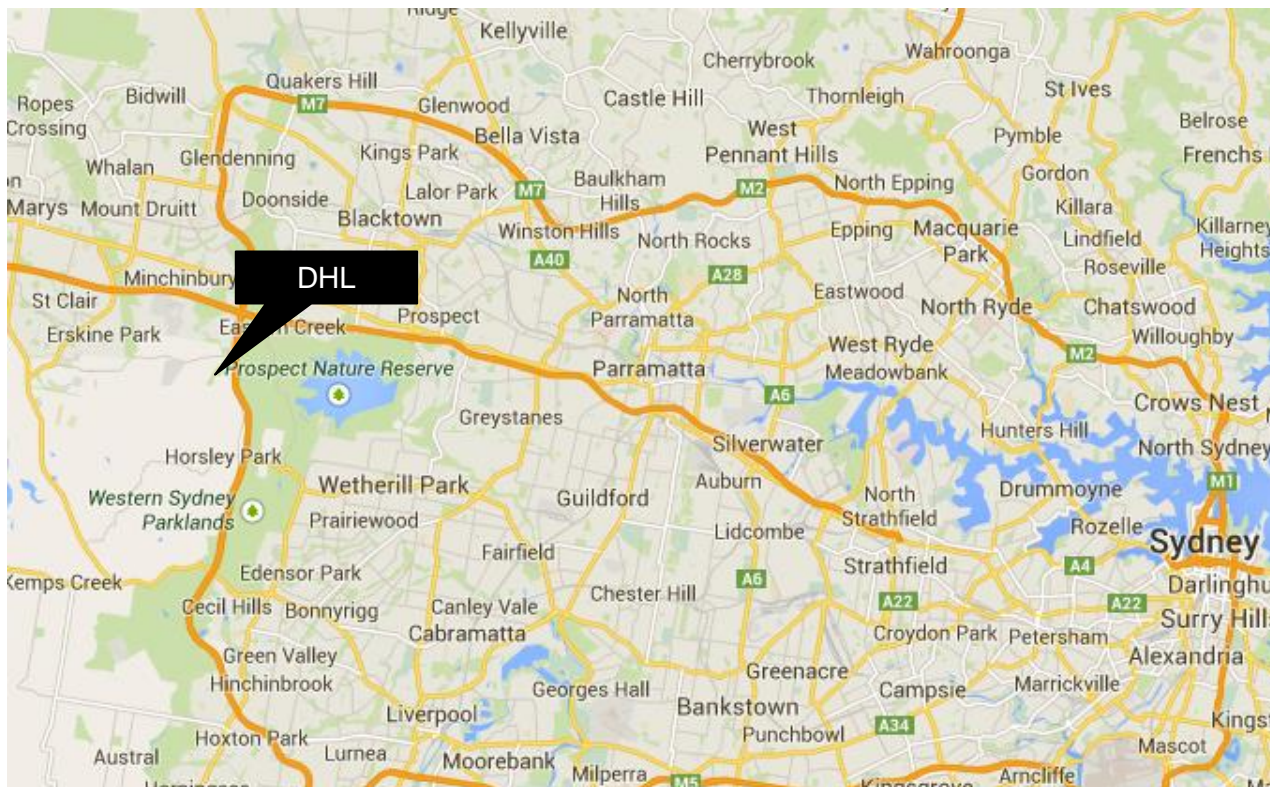 Ridge
Kellyville
Wahroonga
Cherrybrook
Quakers Hill
St Ives
Bidwill
Ropes
Crossing
M7
Glenwood
Castle Hill
Thornleigh
Belrose
Bella Vista
West
Pennant Hills
Pymble
Frenchs
Whalan
Glendenning
Kings Park
Gordon
Marys
Mount Druitt
Doonside
Lalor Park
M7
Baulkham
Hills
M2
North Epping
Killara
Blacktown
Winston Hills
North Rocks
Epping
Macquarie
Park
Lindfield
Killarney
Heights
Roseville
A40
A28
DHL
Minchinbury
St Clair
Eastwood
North
Parramatta
North Ryde
Chatswood
Erskine Park
Prospect
Willoughby
West Ryde
M2
Prospect Nature Reserve
Parramatta
Meadowbank
A6
Crows Nest
Greystanes
Hunters Hill
Silverwater
North Sydney
Horsley Park
Wetherill Park
Auburn
M1
Western Sydney
Parklands
Guildford
North
Strathfield
Drummoyne
Prairiewood
Rozelle
Lidcombe
Sydney
Fairfield
Strathfield
A4
Kemps Creek
Edensor Park
A6
Chester Hill
Cecil Hills
Bonnyrigg
Canley Vale
A22
A22
Cabramatta
Croydon Park
Petersham
Green Valley
Alexandria
Hinchinbrook
Georges Hall
Greenacre
Campsie
Marrickville
Liverpool
Bankstown
Punchbowl
A34
Hoxton Park
Lurnea
Moorebank
Mascot
Austral
Milperra
M5
Arncliffe